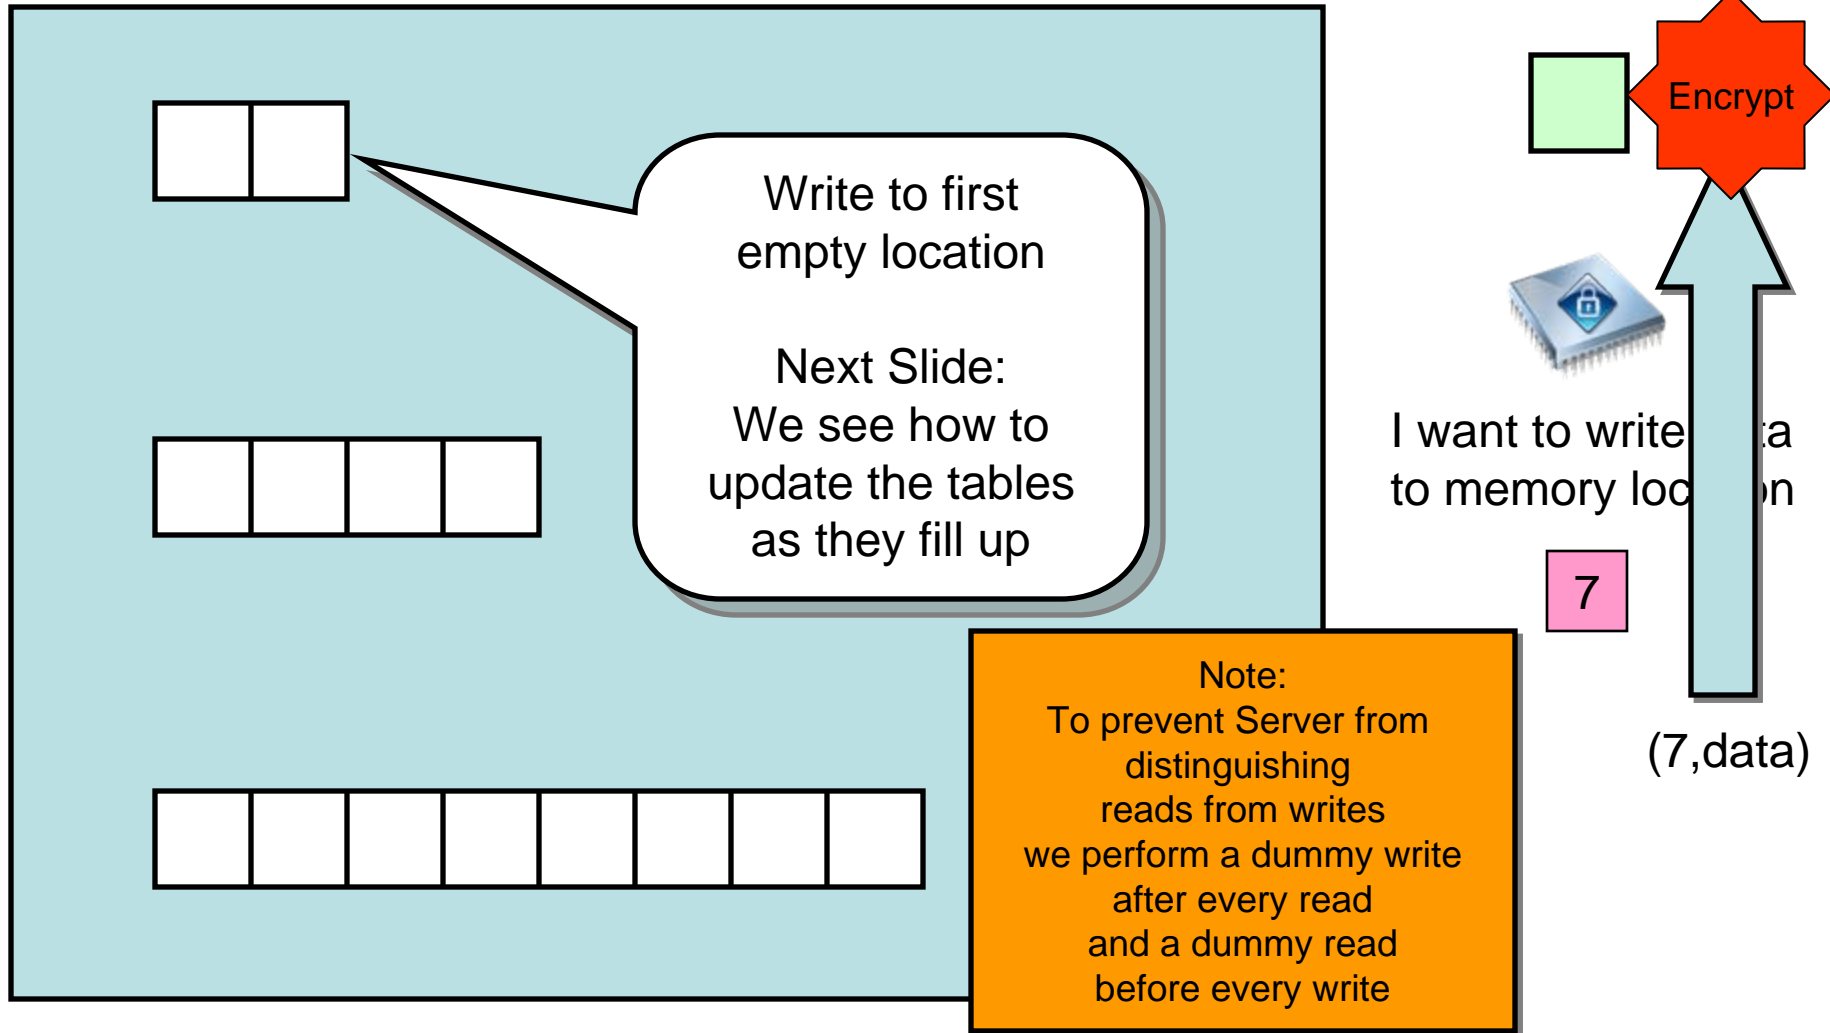 Encrypt
Write to first
empty location
Next Slide:
We see how to
update the tables
as they fill up
I want to write ta
to memory loc n
7
Note:
To prevent Server from
distinguishing
reads from writes
we perform a dummy write
after every read
and a dummy read
before every write
(7,data)